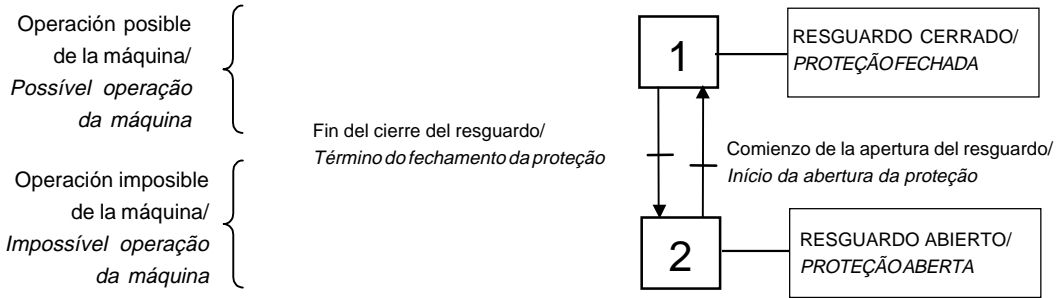 Operación posible
de la máquina/
Possível operação
da máquina
1
RESGUARDO CERRADO/
PROTEÇÃO FECHADA
Fin del cierre del resguardo/
Término do fechamento da proteção
Comienzo de la apertura del resguardo/
Início da abertura da proteção
Operación imposible
de la máquina/
Impossível operação
da máquina
2
RESGUARDO ABIERTO/
PROTEÇÃO ABERTA